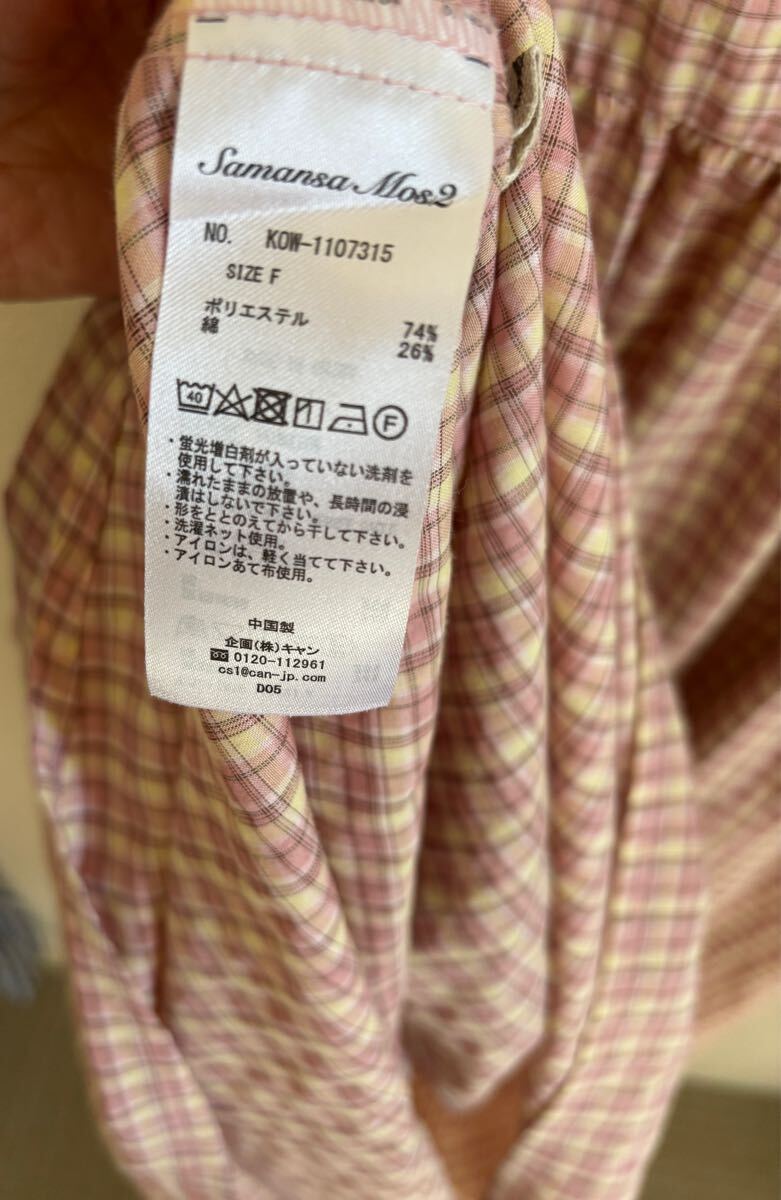 Samansa Mos2
NO. KOW-1107315
SIZE F
ポリエステル 74%
綿 26%
40 F
・蛍光増白剤が入っていない洗剤を
使用して下さい。
・濡れたままの放置や、長時間の浸
漬はしないで下さい。
・形をととのえてから干して下さい。
・洗濯ネット使用。
・アイロンは、軽く当てて下さい。
・アイロンあて布使用。
中国製
企画(株)キャン
0120-112961
cs1@can-jp.com
D05